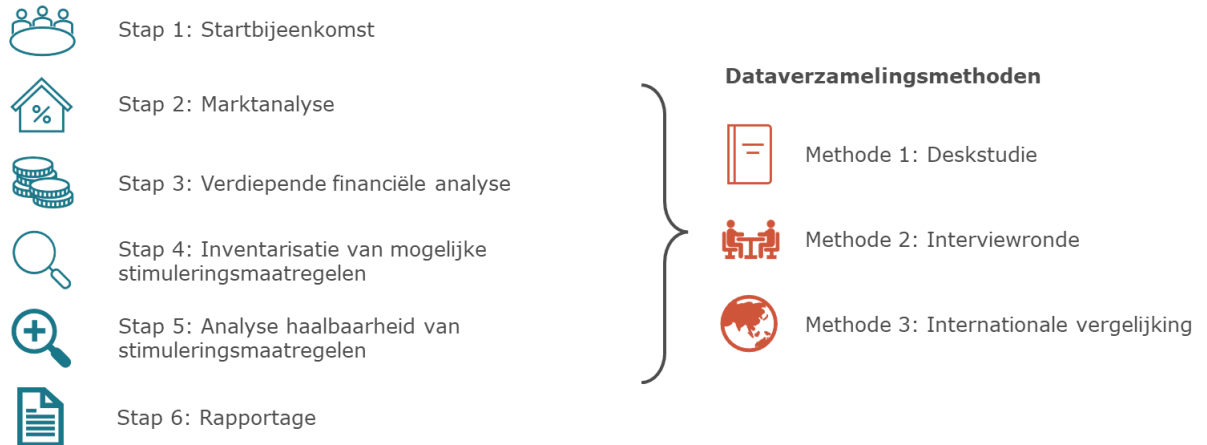 Stap 1: Startbijeenkomst
Stap 2: Marktanalyse
%
Stap 3: Verdiepende financiële analyse
Stap 4: Inventarisatie van mogelijke
stimuleringsmaatregelen
Stap 5: Analyse haalbaarheid van
stimuleringsmaatregelen
Stap 6: Rapportage
Dataverzamelingsmethoden
Methode 1: Deskstudie
Methode 2: Interviewronde
Methode 3: Internationale vergelijking